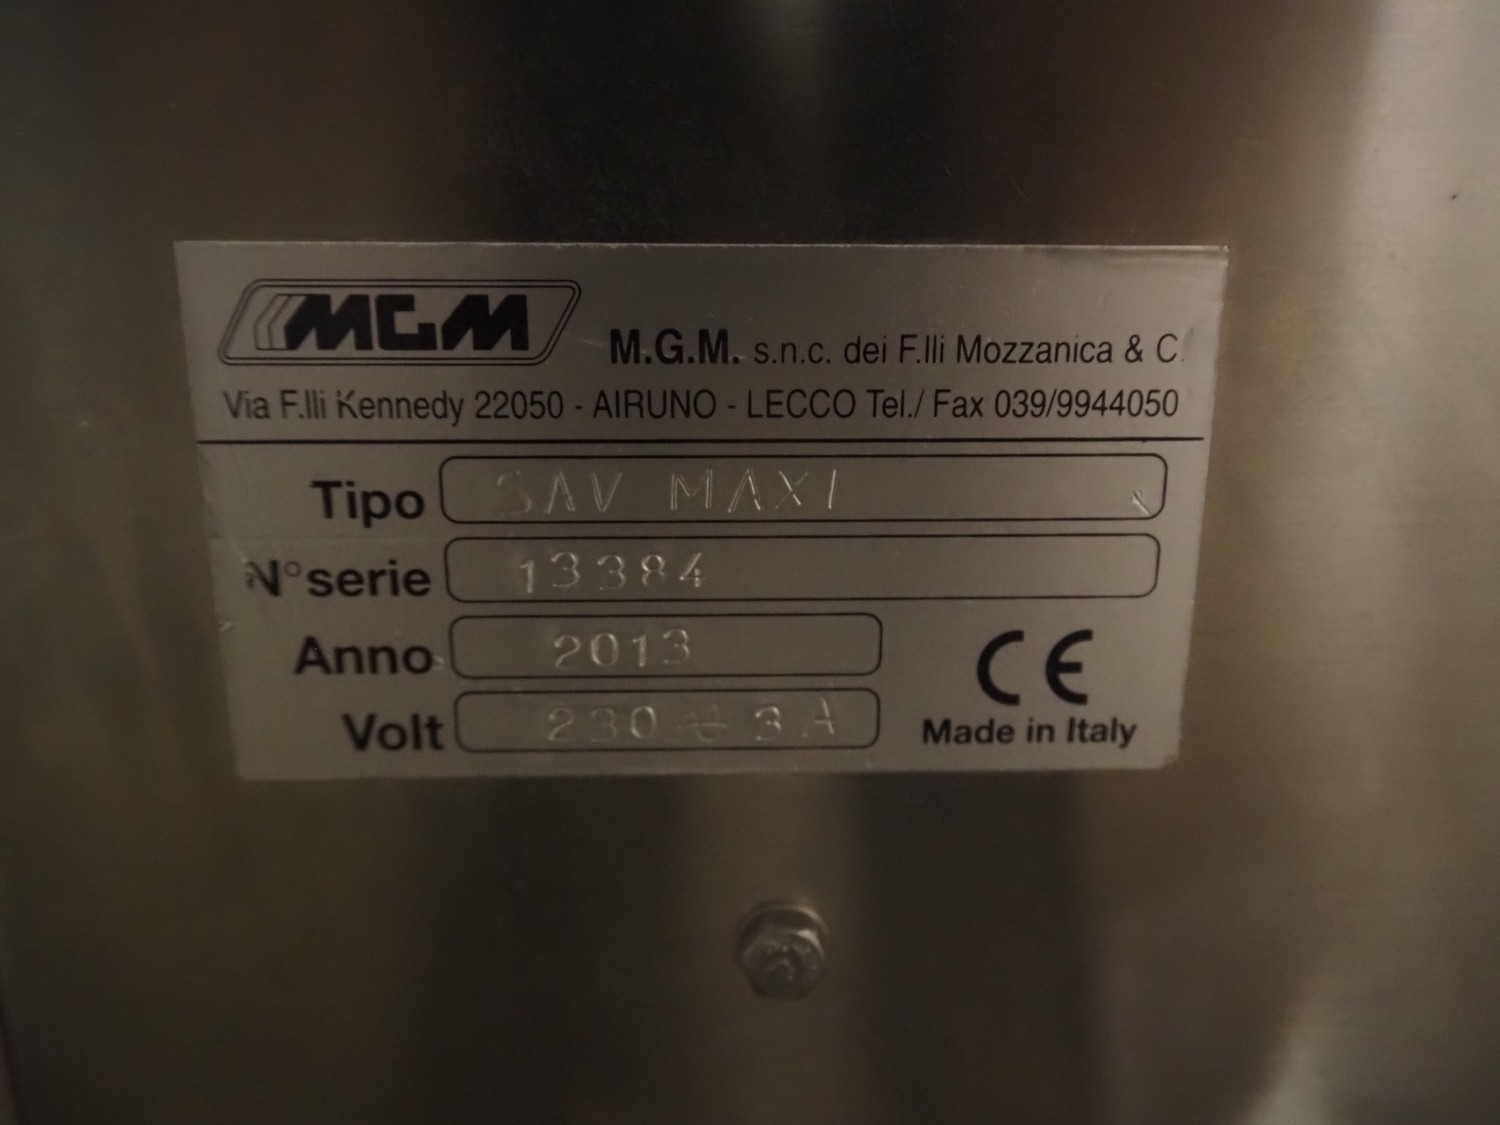 MGM
M.G.M. s.n.c. dei F.lli Mozzanica & C.
Via F.lli Kennedy 22050 - AIRUNO - LECCO Tel./ Fax 039/9944050
Tipo SAV MAXI
N° serie 13384
Anno 2013
Volt 230 3A
CE
Made in Italy